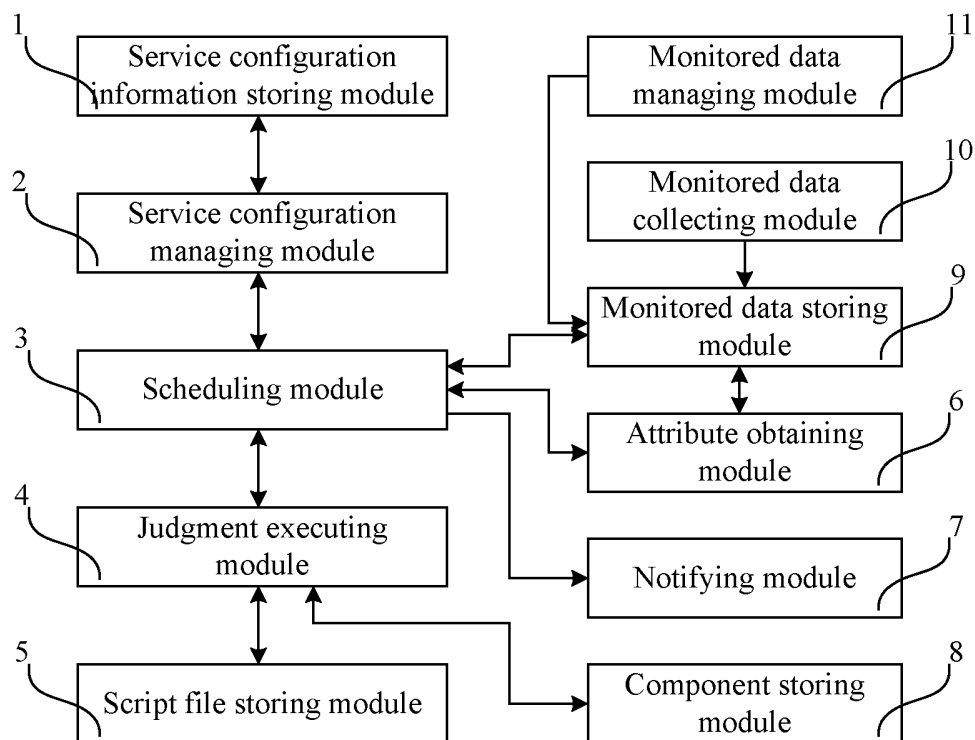 1
Service configuration
information storing module
2
Service configuration
managing module
3
Scheduling module
4
Judgment executing
module
5
Script file storing module
11
Monitored data
managing module
10
Monitored data
collecting module
9
Monitored data storing
module
6
Attribute obtaining
module
7
Notifying module
8
Component storing
module